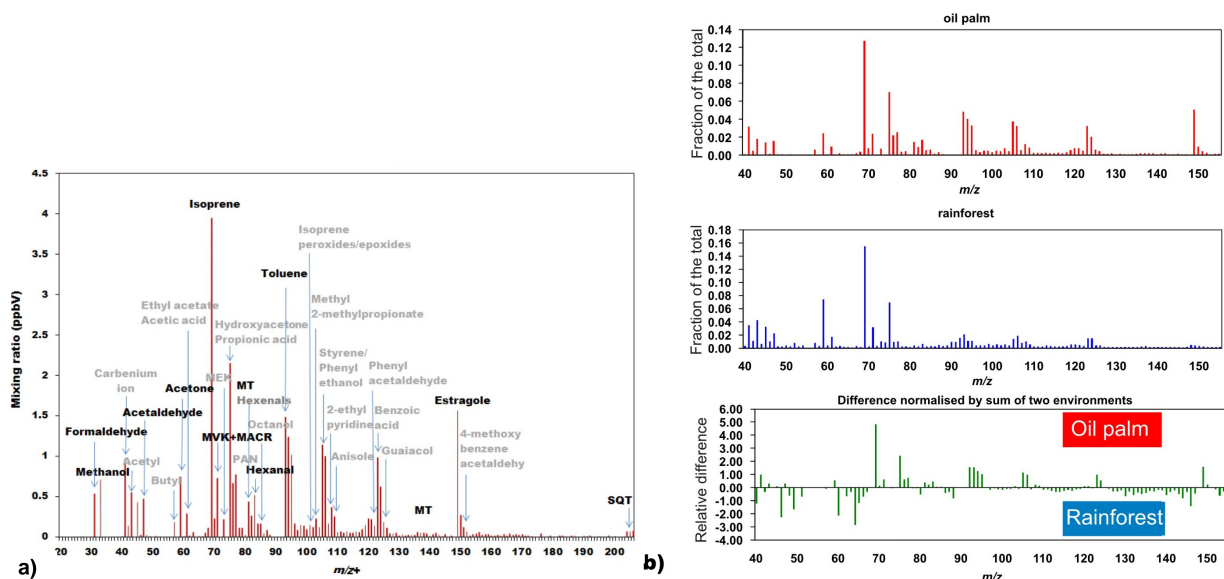 4.5
4
3.5
3
2.5
2
1.5
1
0.5
0
Mixing ratio (ppbV)
Isoprene
Isoprene
peroxides/epoxides
Toluene
Ethyl acetate
Acetic acid
Methyl
2-methylpropionate
Hydroxyacetone
Propionic acid
Styrene/
Phenyl
ethanol
Phenyl
acetaldehyde
Carbenium
ion
Acetone
MEK
MT
Hexenals
Estragole
Acetaldehyde
2-ethyl
pyridine
Benzoic
acid
Formaldehyde
Octanol
4-methoxy
benzene
acetaldehy
MVK+MACR
Methanol
Acetyl
PAN
Hexanal
Anisole
Guaiacol
Butyl
MT
SQT
20 30 40 50 60 70 80 90 100 110 120 130 140 150 160 170 180 190 200
m/z+
a)
b)
oil palm
Fraction of the total
0.14
0.12
0.10
0.08
0.06
0.04
0.02
0.00
40 50 60 70 80 90 100 110 120 130 140 150
m/z
rainforest
Fraction of the total
0.18
0.16
0.14
0.12
0.10
0.08
0.06
0.04
0.02
0.00
40 50 60 70 80 90 100 110 120 130 140 150
m/z
Difference normalised by sum of two environments
Relative difference
6.00
5.00
4.00
3.00
2.00
1.00
0.00
-1.00
-2.00
-3.00
-4.00
Oil palm
Rainforest
40 50 60 70 80 90 100 110 120 130 140 150
m/z